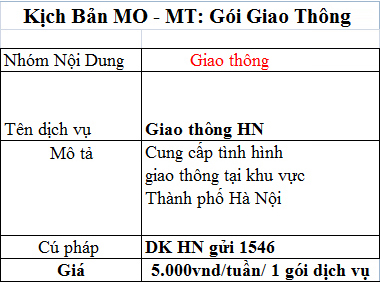 Kịch Bản MO - MT: Gói Giao Thông
Nhóm Nội Dung Giao thông
Tên dịch vụ Giao thông HN
Mô tả Cung cấp tình hình
giao thông tại khu vực
Thành phố Hà Nội
Cú pháp DK HN gửi 1546
Giá 5.000vnd/tuần/ 1 gói dịch vụ